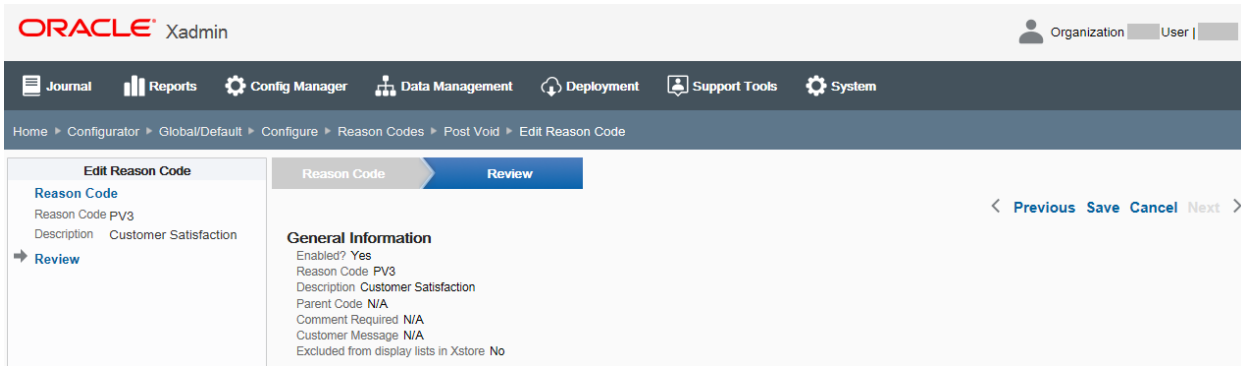 ORACLE Xadmin
Organization User |
Journal Reports Config Manager Data Management Deployment Support Tools System
Home Configurator Global/Default Configure Reason Codes Post Void Edit Reason Code
Edit Reason Code
Reason Code
Reason Code PV3
Description Customer Satisfaction
Review
Reason Code Review
< Previous Save Cancel Next >
General Information
Enabled? Yes
Reason Code PV3
Description Customer Satisfaction
Parent Code N/A
Comment Required N/A
Customer Message N/A
Excluded from display lists in Xstore No